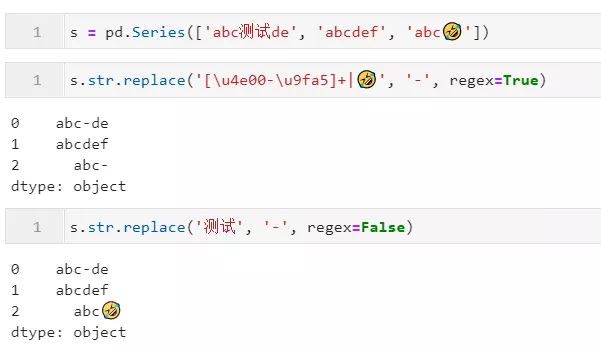 1 s = pd.Series(['abc测试de', 'abcdef', 'abc🤣'])
1 s.str.replace('[\u4e00-\u9fa5]+|🤣', '-', regex=True)
0 abc-de
1 abcdef
2 abc-
dtype: object
1 s.str.replace('测试', '-', regex=False)
0 abc-de
1 abcdef
2 abc🤣
dtype: object